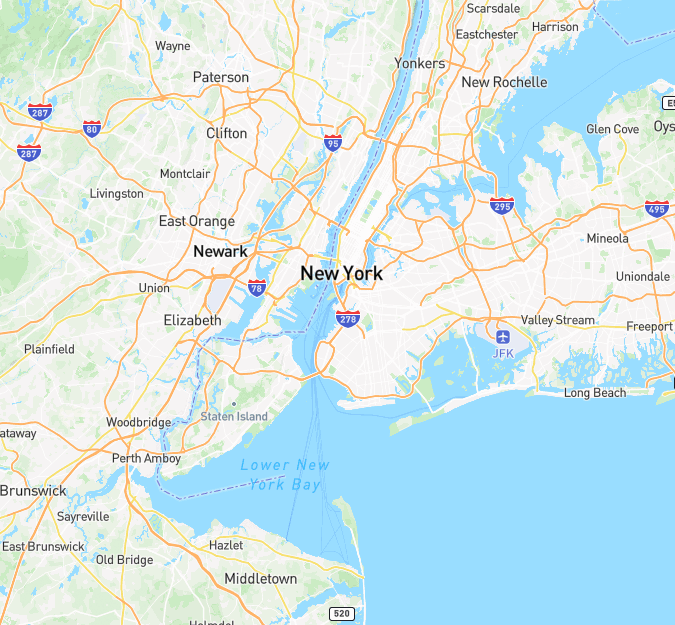 Scarsdale
Harrison
Eastchester
Wayne
Yonkers
Paterson
New Rochelle
287
80
Clifton
Glen Cove
Oys
287
95
Montclair
Livingston
295
495
East Orange
Mineola
Newark
New York
Uniondale
Union
78
Elizabeth
278
Valley Stream
Freeport
JFK
Plainfield
Long Beach
Staten Island
Woodbridge
ataway
Perth Amboy
Lower New
York Bay
Brunswick
Sayreville
East Brunswick
Hazlet
Old Bridge
Middletown
520